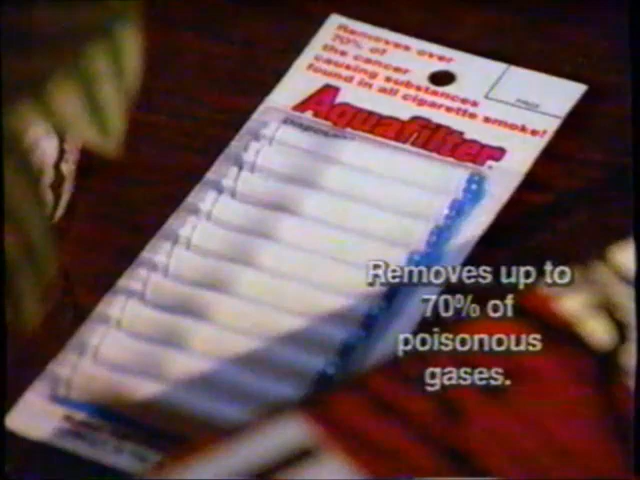 Removes over
70% of
the cancer
causing substances
found in all cigarette smoke!
Aquafilter
Removes up to
70% of
poisonous
gases.